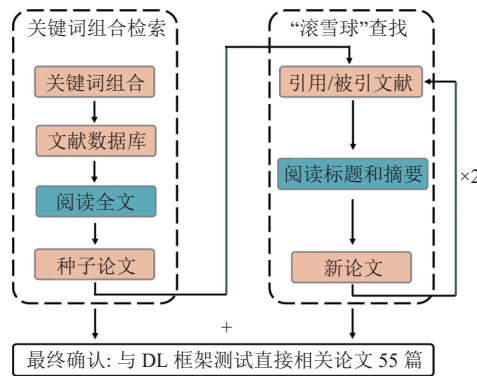 关键词组合检索
关键词组合
文献数据库
阅读全文
种子论文
“滚雪球”查找
引用/被引文献
阅读标题和摘要
新论文
×2
+
最终确认: 与 DL 框架测试直接相关论文 55 篇